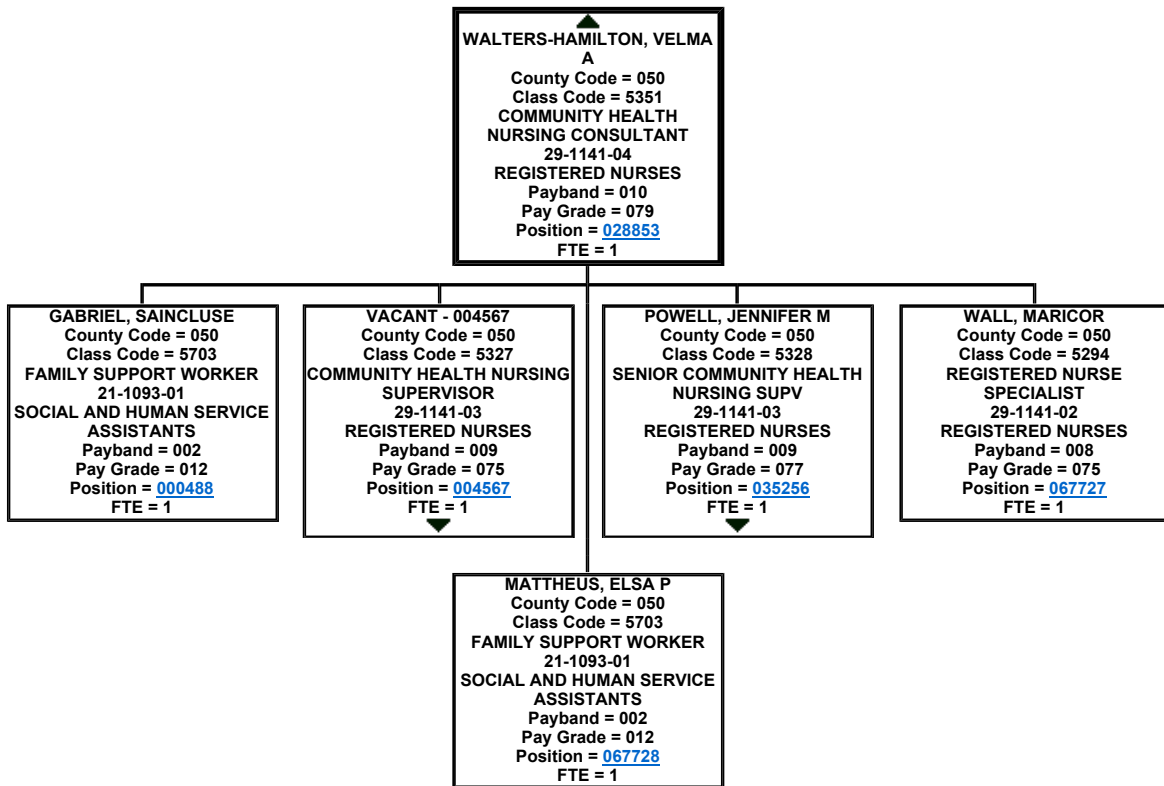 WALTERS-HAMILTON, VELMA
A
County Code = 050
Class Code = 5351
COMMUNITY HEALTH
NURSING CONSULTANT
29-1141-04
REGISTERED NURSES
Payband = 010
Pay Grade = 079
Position = 028853
FTE = 1
GABRIEL, SAINCLUSE
County Code = 050
Class Code = 5703
FAMILY SUPPORT WORKER
21-1093-01
SOCIAL AND HUMAN SERVICE
ASSISTANTS
Payband = 002
Pay Grade = 012
Position = 000488
FTE = 1
VACANT - 004567
County Code = 050
Class Code = 5327
COMMUNITY HEALTH NURSING
SUPERVISOR
29-1141-03
REGISTERED NURSES
Payband = 009
Pay Grade = 075
Position = 004567
FTE = 1
POWELL, JENNIFER M
County Code = 050
Class Code = 5328
SENIOR COMMUNITY HEALTH
NURSING SUPV
29-1141-03
REGISTERED NURSES
Payband = 009
Pay Grade = 077
Position = 035256
FTE = 1
WALL, MARICOR
County Code = 050
Class Code = 5294
REGISTERED NURSE
SPECIALIST
29-1141-02
REGISTERED NURSES
Payband = 008
Pay Grade = 075
Position = 067727
FTE = 1
MATTHEUS, ELSA P
County Code = 050
Class Code = 5703
FAMILY SUPPORT WORKER
21-1093-01
SOCIAL AND HUMAN SERVICE
ASSISTANTS
Payband = 002
Pay Grade = 012
Position = 067728
FTE = 1